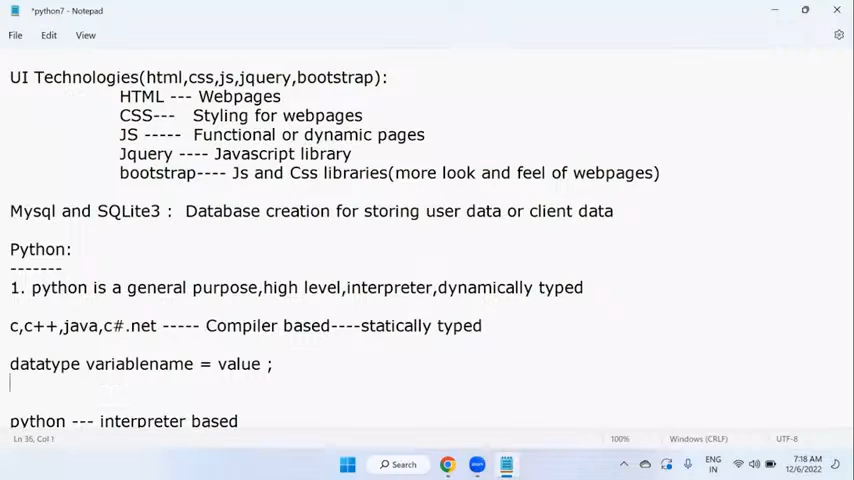 *python7 - Notepad
File Edit View
UI Technologies(html,css,js,jquery,bootstrap):
HTML --- Webpages
CSS--- Styling for webpages
JS ----- Functional or dynamic pages
Jquery ---- Javascript library
bootstrap---- Js and Css libraries(more look and feel of webpages)
Mysql and SQLite3 : Database creation for storing user data or client data
Python:
-------
1. python is a general purpose,high level,interpreter,dynamically typed
c,c++,java,c#.net ----- Compiler based----statically typed
datatype variablename = value ;
python --- interpreter based
Ln 35, Col 1 100% Windows (CRLF) UTF-8
Search
zoom
ENG
IN
7:18 AM
12/6/2022